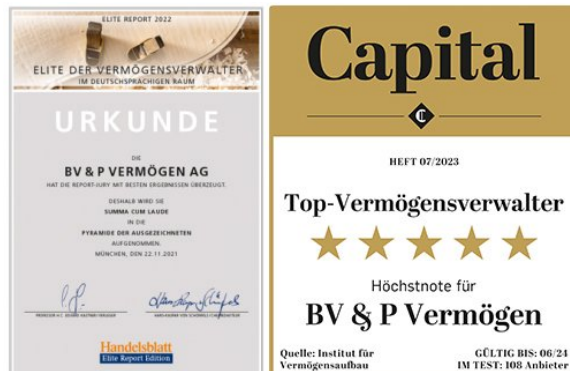 ELITE REPORT 2022
ELITE DER VERMÖGENSVERWALTER
IM DEUTSCHSPRACHIGEN RAUM
URKUNDE
DIE
BV & P VERMÖGEN AG
HAT DIE REPORT-JURY MIT BESTEN ERGEBNISSEN ÜBERZEUGT.
DESHALB WIRD SIE
SUMMA CUM LAUDE
IN DIE
PYRAMIDE DER AUSGEZEICHNETEN
AUFGENOMMEN.
MÜNCHEN, DEN 22.11.2021
Handelsblatt
Elite Report Edition
Capital
HEFT 07/2023
Top-Vermögensverwalter
Höchstnote für
BV & P Vermögen
Quelle: Institut für
Vermögensaufbau
GÜLTIG BIS: 06/24
IM TEST: 108 Anbieter